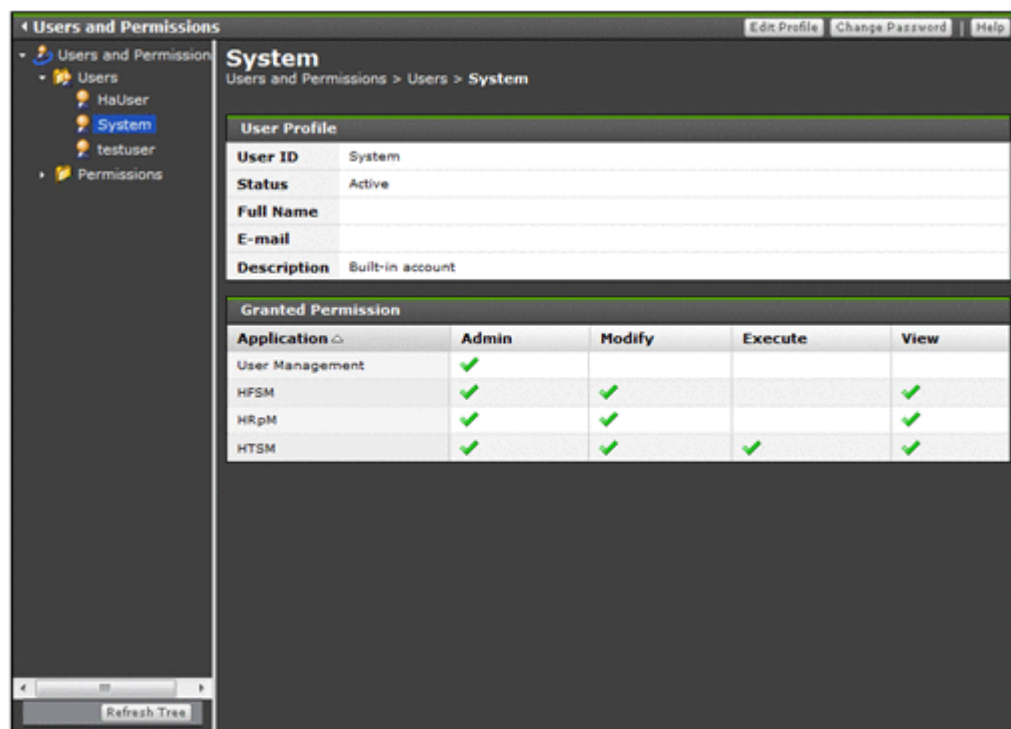 Users and Permissions
Edit Profile Change Password | Help
Users and Permission
Users
HaUser
System
testuser
Permissions
Refresh Tree
System
Users and Permissions > Users > System
User Profile
User ID System
Status Active
Full Name
E-mail
Description Built-in account
Granted Permission
Application Admin Modify Execute View
User Management
HFSM
HRpM
HTSM